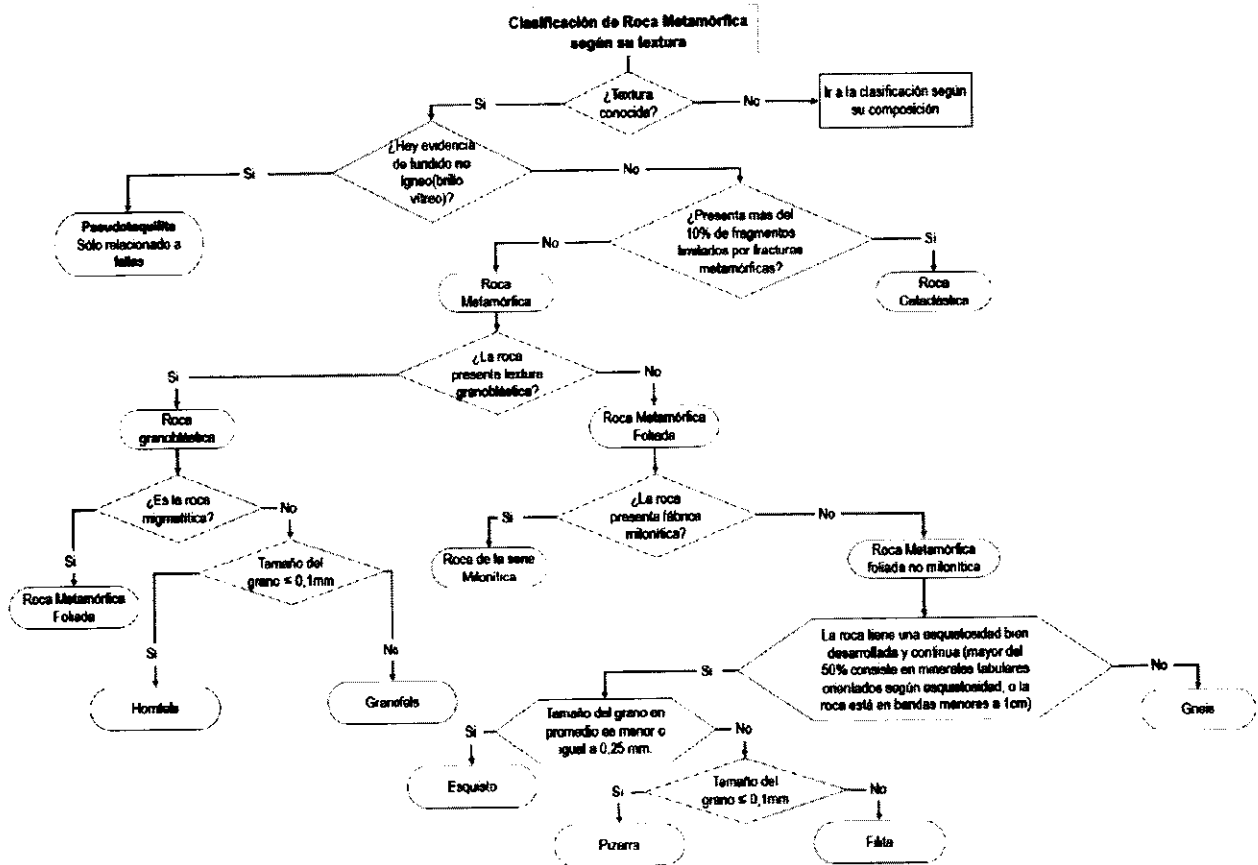 Clasificación de Roca Metamórfica
según su textura
¿Textura
conocida?
Si
No
Ir a la clasificación según
su composición
¿Hay evidencia
de fundido no
ígneo(brillo
vítreo)?
Si
No
Pseudotaquilita
Sólo relacionado a
fallas
¿Presenta más del
10% de fragmentos
limitados por fracturas
metamórficas?
No
Si
Roca
Metamórfica
Roca
Cataclástica
¿La roca
presenta textura
granoblástica?
Si
No
Roca
granoblástica
Roca Metamórfica
Foliada
¿Es la roca
migmatítica?
No
Si
¿La roca
presenta fábrica
milonítica?
Si
No
Roca Metamórfica
Foliada
Tamaño del
grano ≤ 0,1mm
Si
No
Roca de la serie
Milonítica
Roca Metamórfica
foliada no milonítica
Hornfels
Granofels
La roca tiene una esquistosidad bien
desarrollada y continua (mayor del
50% consiste en minerales tabulares
orientados según esquistosidad, o la
roca está en bandas menores a 1cm)
Si
No
Gneis
Tamaño del grano en
promedio es menor o
igual a 0,25 mm.
Si
No
Esquisto
Tamaño del
grano ≤ 0,1mm
Si
No
Pizarra
Filita